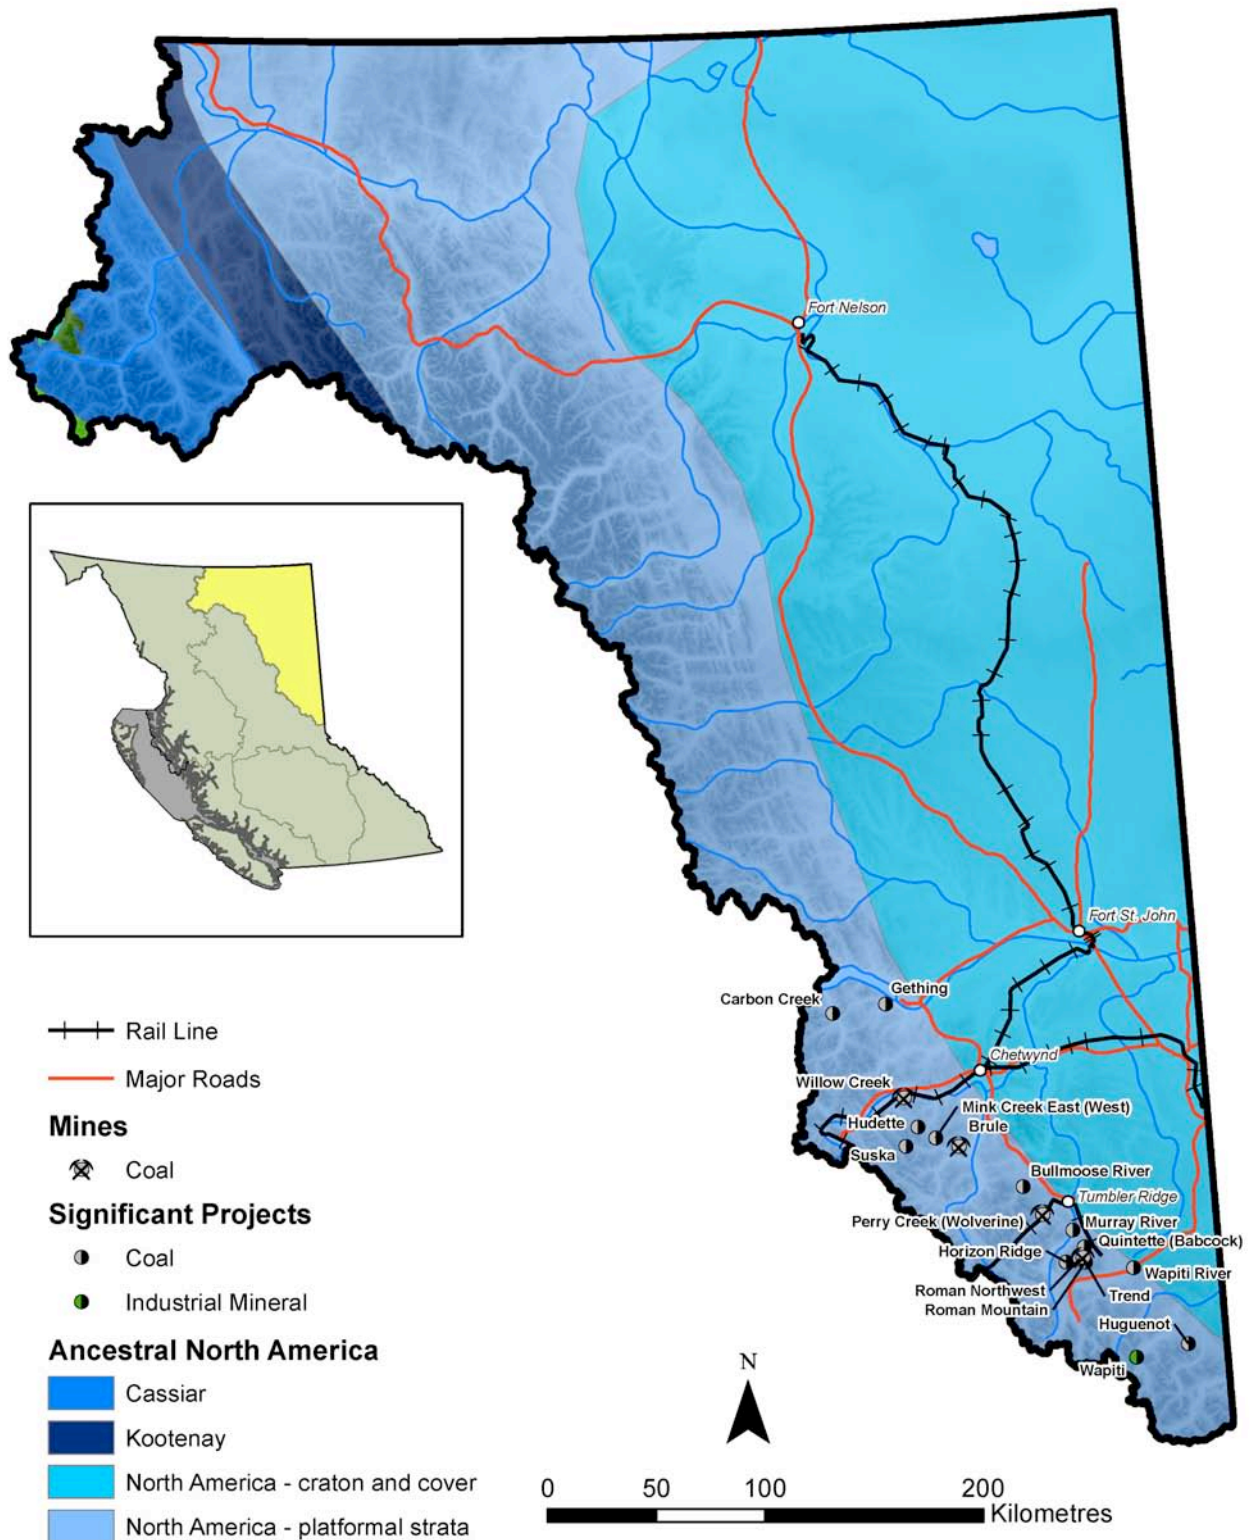 Fort Nelson
Fort St. John
Gething
Carbon Creek
Chetwynd
Willow Creek
Mink Creek East (West)
Hudette
Brule
Suska
Bullmoose River
Tumbler Ridge
Perry Creek (Wolverine)
Murray River
Quintette (Babcock)
Horizon Ridge
Wapiti River
Roman Northwest
Trend
Roman Mountain
Huguenot
Wapiti
Rail Line
Major Roads
Mines
Coal
Significant Projects
Coal
Industrial Mineral
Ancestral North America
Cassiar
Kootenay
North America - craton and cover
North America - platformal strata
N
0 50 100 200
Kilometres